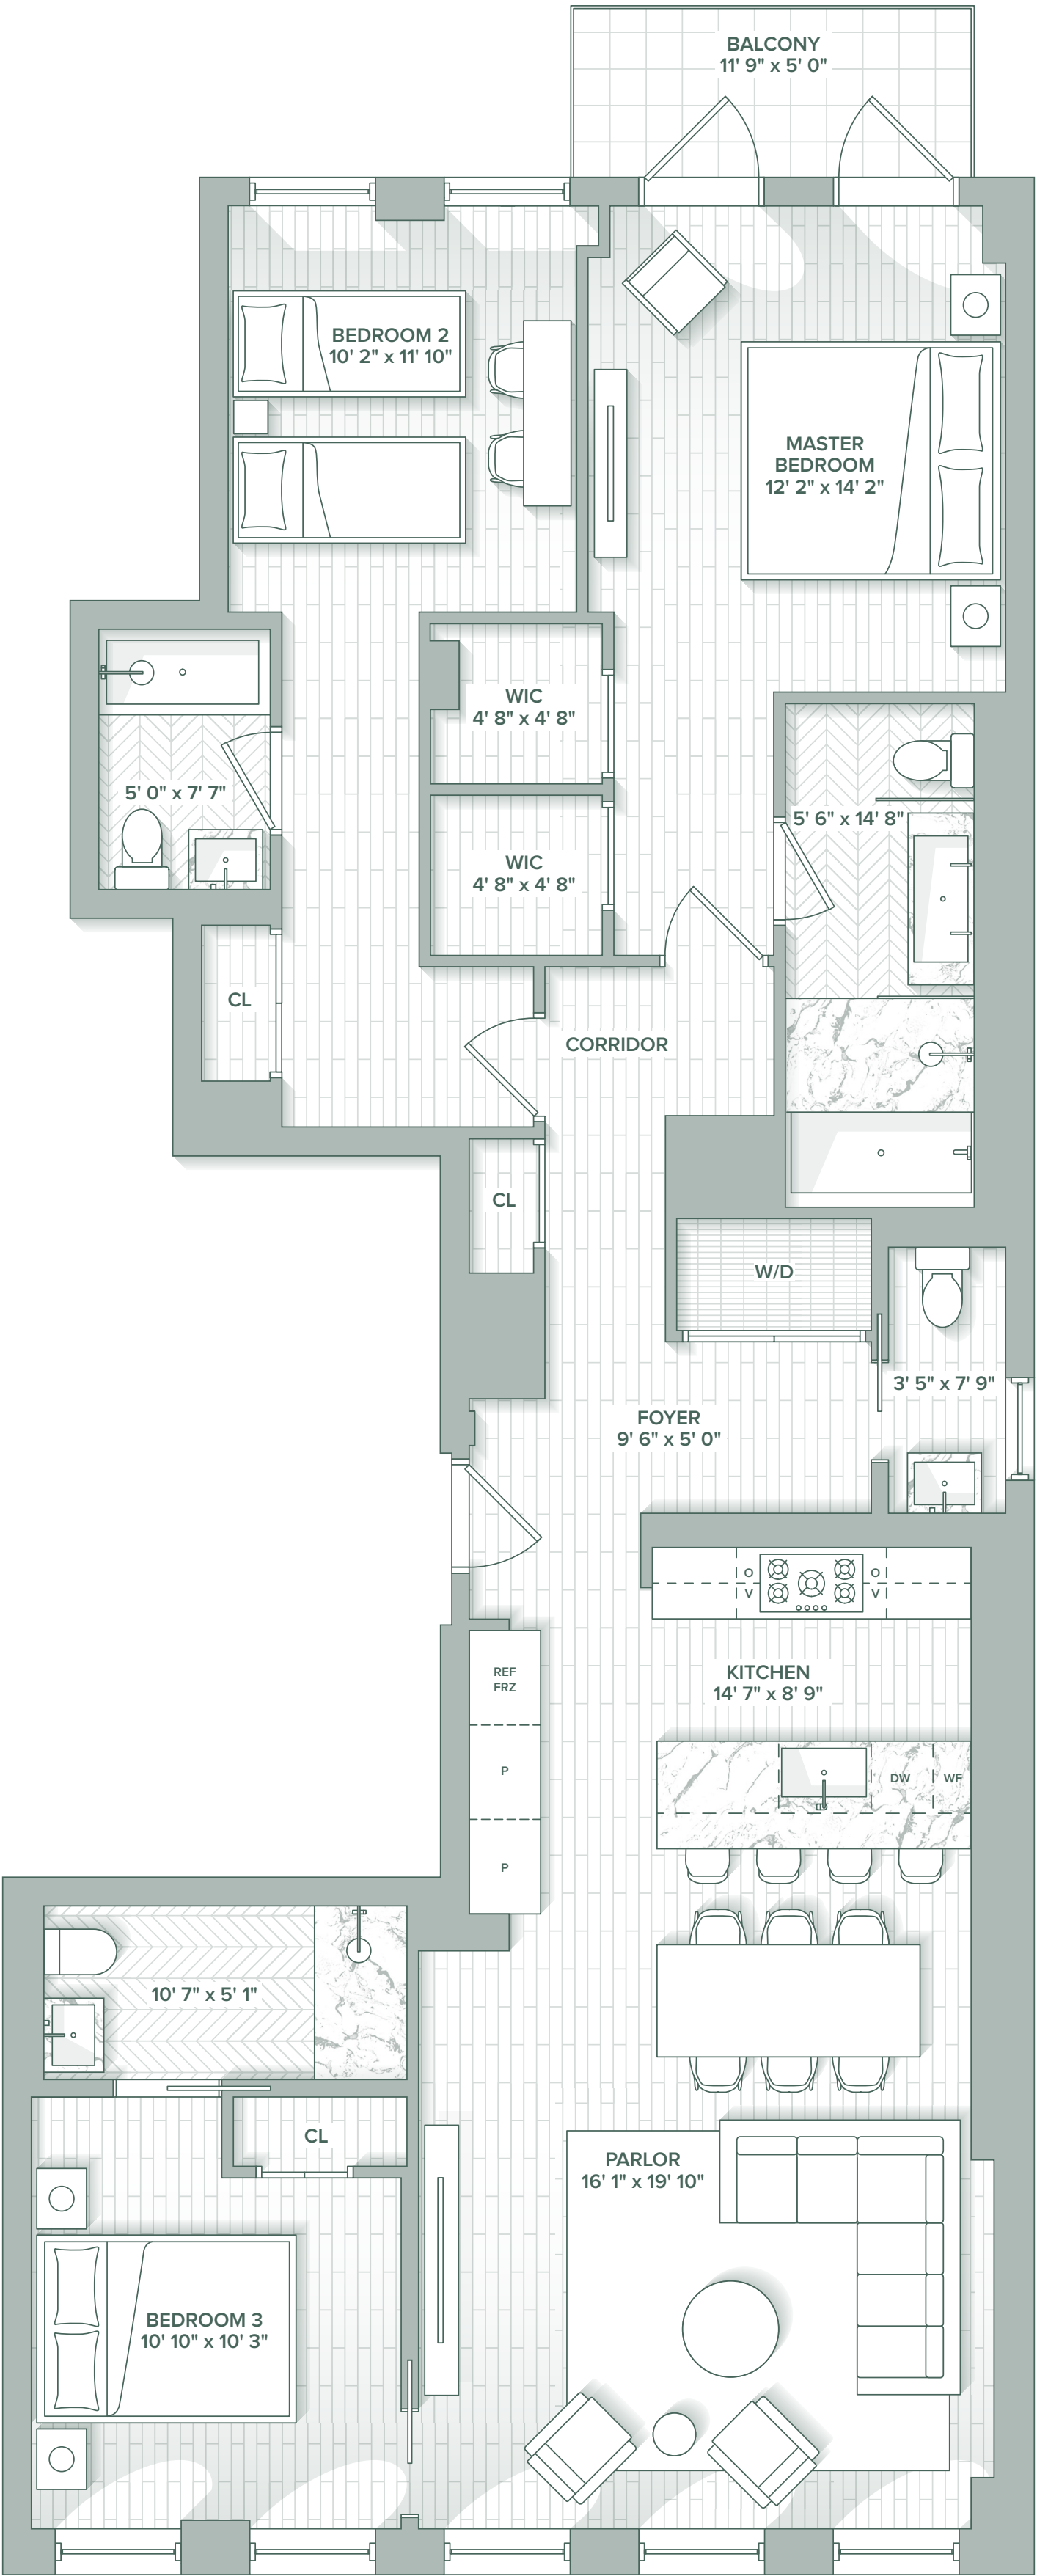 BALCONY
11' 9" x 5' 0"
BEDROOM 2
10' 2" x 11' 10"
MASTER
BEDROOM
12' 2" x 14' 2"
WIC
4' 8" x 4' 8"
5' 0" x 7' 7"
5' 6" x 14' 8"
WIC
4' 8" x 4' 8"
CL
CORRIDOR
CL
W/D
3' 5" x 7' 9"
FOYER
9' 6" x 5' 0"
O
V
O
V
REF
FRZ
KITCHEN
14' 7" x 8' 9"
P
DW
WF
P
10' 7" x 5' 1"
CL
PARLOR
16' 1" x 19' 10"
BEDROOM 3
10' 10" x 10' 3"